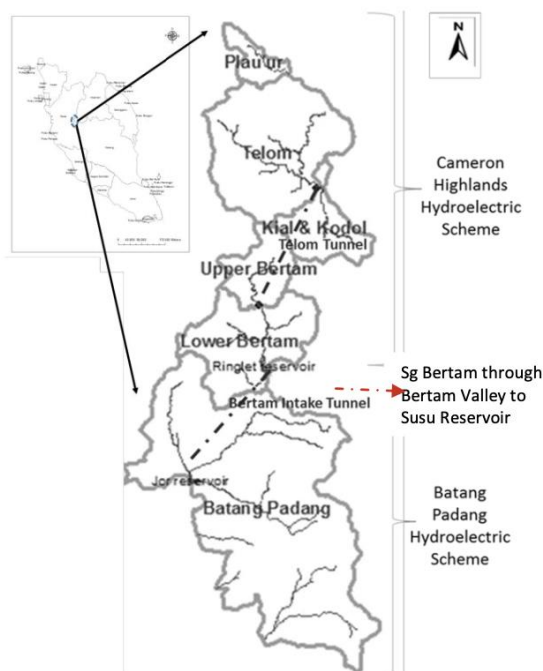 N
Plau'ur
Telom
Kial & Kodol
Telom Tunnel
Upper Bertam
Lower Bertam
Ringlet reservoir
Bertam Intake Tunnel
Jor reservoir
Batang Padang
Cameron
Highlands
Hydroelectric
Scheme
Sg Bertam through
Bertam Valley to
Susu Reservoir
Batang
Padang
Hydroelectric
Scheme